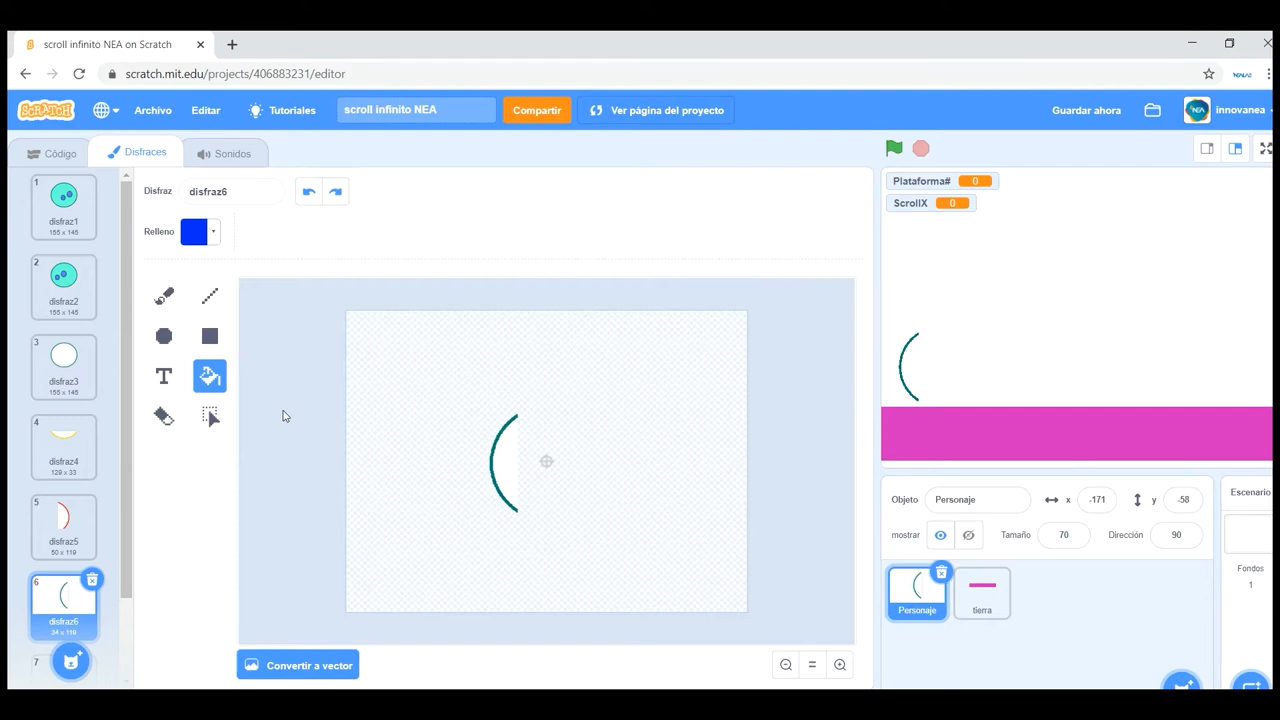 scroll infinito NEA on Scratch
scratch.mit.edu/projects/406883231/editor
SCRATCH
Archivo
Editar
Tutoriales
scroll infinito NEA
Compartir
Ver página del proyecto
Guardar ahora
NEA
innovanea
Código
Disfraces
Sonidos
Disfraz
disfraz6
Relleno
1
disfraz1
155 x 145
2
disfraz2
155 x 145
3
disfraz3
155 x 145
4
disfraz4
129 x 33
5
disfraz5
50 x 119
6
disfraz6
34 x 119
7
T
Convertir a vector
Plataforma# 0
ScrollX 0
Objeto
Personaje
x
-171
y
-58
mostrar
Tamaño
70
Dirección
90
Personaje
tierra
Escenario
Fondos
1